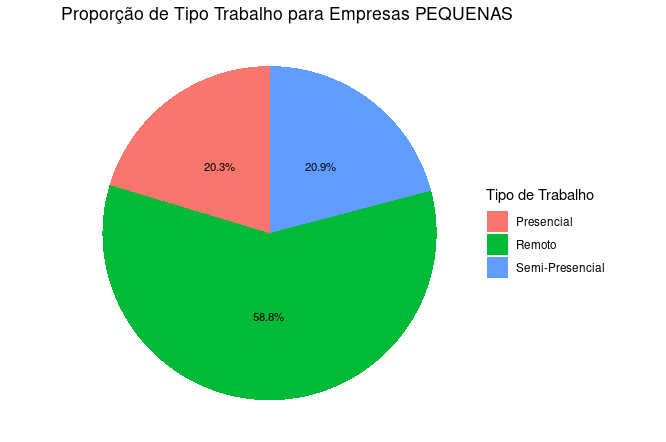 Proporção de Tipo Trabalho para Empresas PEQUENAS
20.3%
20.9%
58.8%
Tipo de Trabalho
Presencial
Remoto
Semi-Presencial